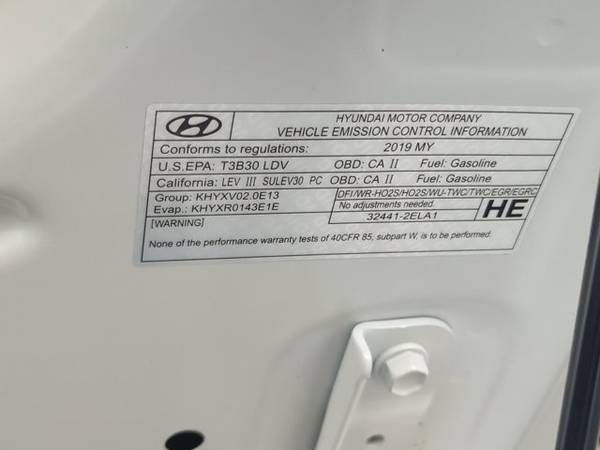 HYUNDAI MOTOR COMPANY
VEHICLE EMISSION CONTROL INFORMATION
Conforms to regulations: 2019 MY
U.S.EPA: T3B30 LDV OBD: CA II Fuel: Gasoline
California: LEV III SULEV30 PC OBD: CA II Fuel: Gasoline
Group: KHYXV02.0E13
Evap.: KHYXR0143E1E
DFI/WR-HO2S/HO2S/WU-TWC/TWC/EGR/EGRC
No adjustments needed.
32441-2ELA1
HE
[WARNING]
None of the performance warranty tests of 40CFR 85, subpart W. is to be performed.